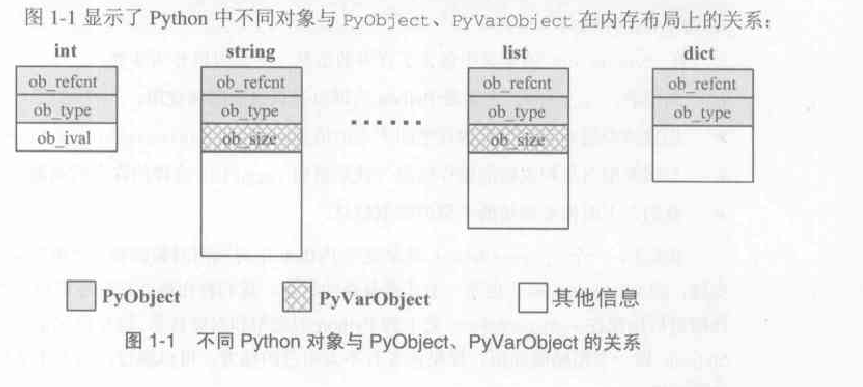 图 1-1 显示了 Python 中不同对象与 PyObject、PyVarObject 在内存布局上的关系：
int string list dict
ob_refcnt ob_refcnt ob_refcnt ob_refcnt
ob_type ob_type ob_type ob_type
ob_ival ob_size ...... ob_size
PyObject PyVarObject 其他信息
图 1-1 不同 Python 对象与 PyObject、PyVarObject 的关系